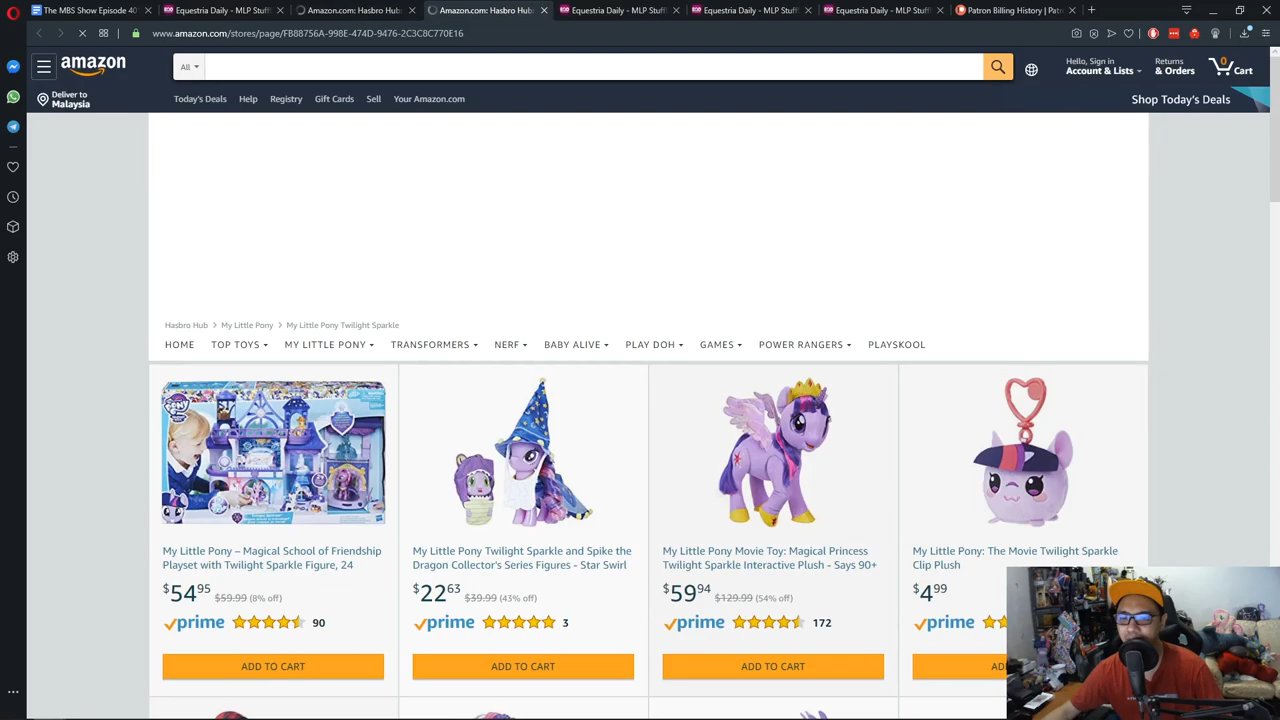 The MBS Show Episode 40
Equestria Daily - MLP Stuff!
Amazon.com: Hasbro Hub:
Amazon.com: Hasbro Hub:
Equestria Daily - MLP Stuff!
Equestria Daily - MLP Stuff!
Equestria Daily - MLP Stuff!
Patron Billing History | Patr
www.amazon.com/stores/page/FB88756A-998E-474D-9476-2C3C8C770E16
amazon
All
Hello, Sign in
Account & Lists
Returns
& Orders
0
Cart
Deliver to
Malaysia
Today's Deals
Help
Registry
Gift Cards
Sell
Your Amazon.com
Shop Today's Deals
Hasbro Hub > My Little Pony > My Little Pony Twilight Sparkle
HOME
TOP TOYS
MY LITTLE PONY
TRANSFORMERS
NERF
BABY ALIVE
PLAY DOH
GAMES
POWER RANGERS
PLAYSKOOL
My Little Pony – Magical School of Friendship
Playset with Twilight Sparkle Figure, 24
$54 95 $59.99 (8% off)
prime 90
ADD TO CART
My Little Pony Twilight Sparkle and Spike the
Dragon Collector's Series Figures - Star Swirl
$22 63 $39.99 (43% off)
prime 3
ADD TO CART
My Little Pony Movie Toy: Magical Princess
Twilight Sparkle Interactive Plush - Says 90+
$59 94 $129.99 (54% off)
prime 172
ADD TO CART
My Little Pony: The Movie Twilight Sparkle
Clip Plush
$4 99
prime
AD